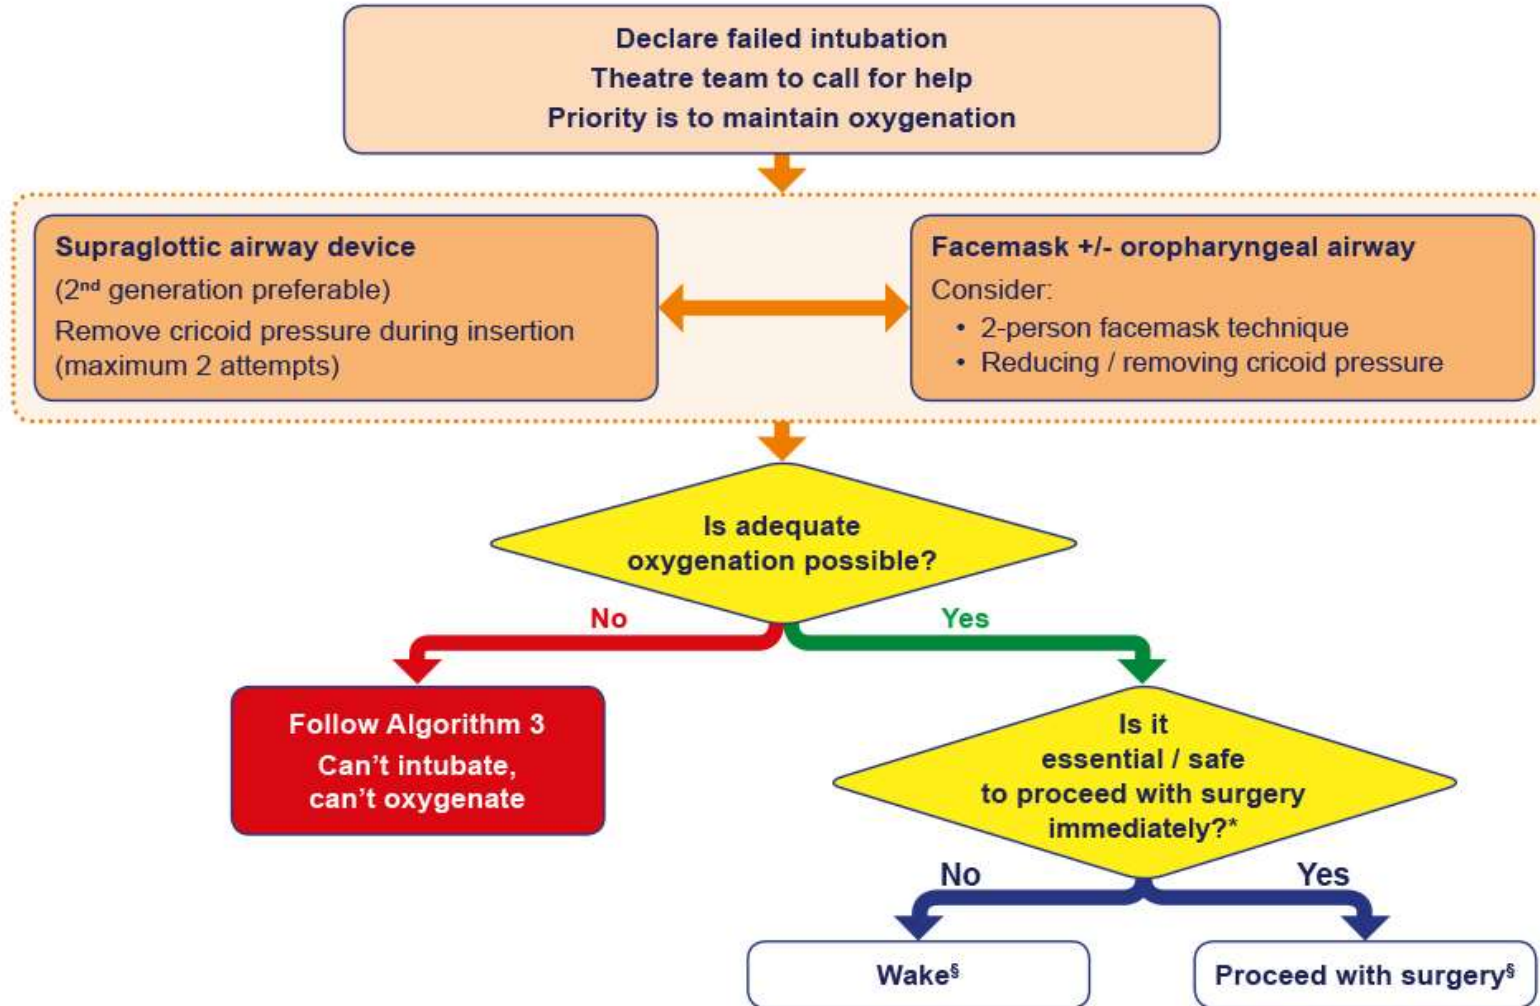 Declare failed intubation
Theatre team to call for help
Priority is to maintain oxygenation
Supraglottic airway device
(2nd generation preferable)
Remove cricoid pressure during insertion
(maximum 2 attempts)
Facemask +/- oropharyngeal airway
Consider:
• 2-person facemask technique
• Reducing / removing cricoid pressure
Is adequate
oxygenation possible?
No
Yes
Follow Algorithm 3
Can’t intubate,
can’t oxygenate
Is it
essential / safe
to proceed with surgery
immediately?*
No
Yes
Wake§
Proceed with surgery§